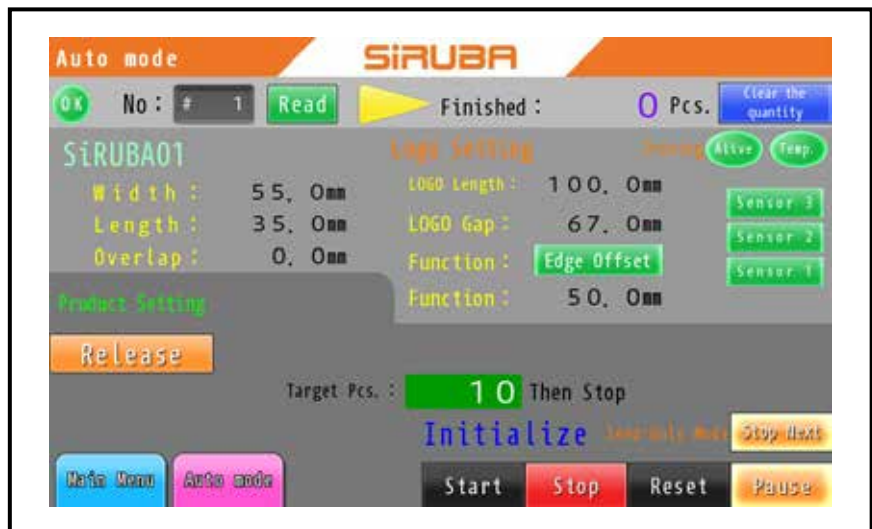 Auto mode
SiRUBA
OK No: # 1 Read Finished : 0 Pcs. Clear the quantity
SiRUBA01
Logo Setting
Alive Temp.
Width : 55. 0mm
Length : 35. 0mm
Overlap : 0. 0mm
LOGO Length : 100. 0mm
LOGO Gap : 67. 0mm
Function : Edge Offset
Function : 50. 0mm
Sensor 3
Sensor 2
Sensor 1
Product Setting
Release
Target Pcs. : 10 Then Stop
Initialize
Stop Next
Main Menu Auto mode Start Stop Reset Pause